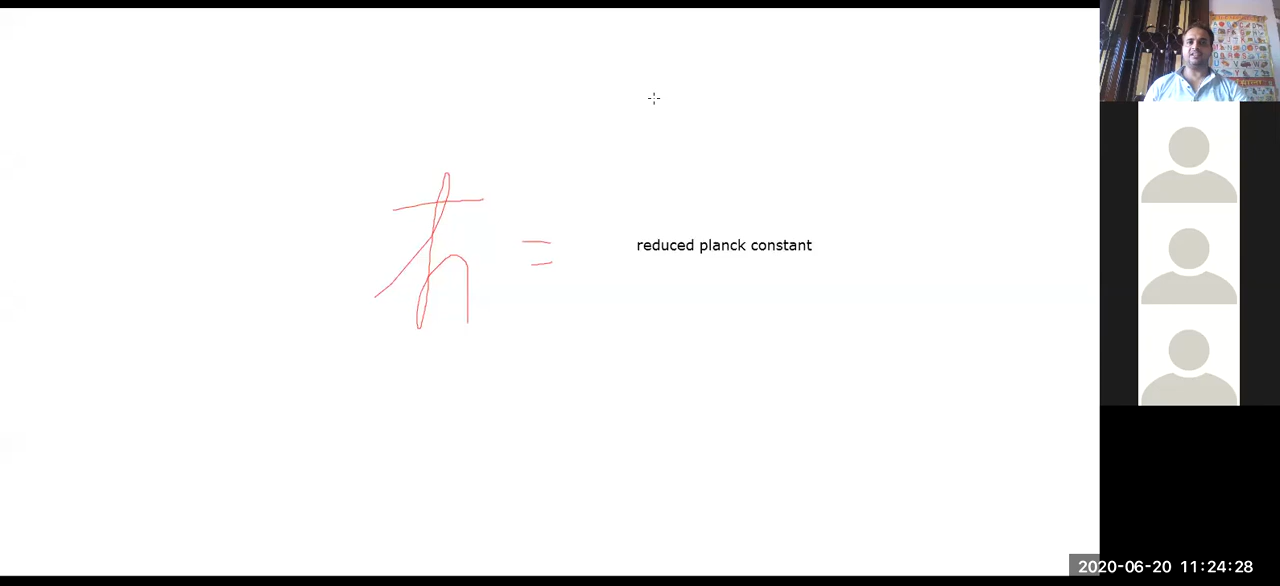 ħ = reduced planck constant
2020-06-20 11:24:28